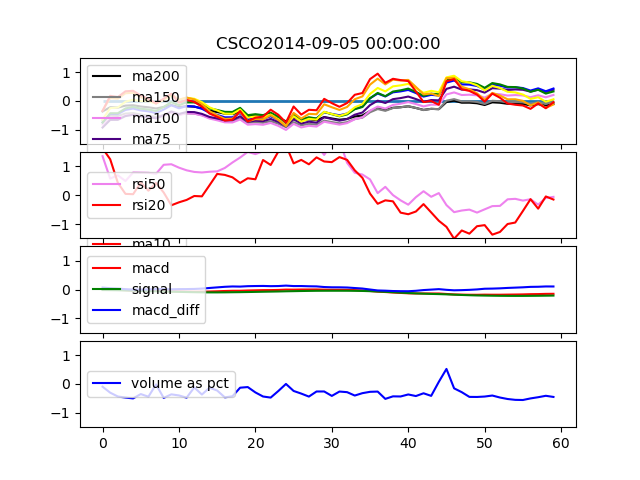 CSCO2014-09-05 00:00:00
1
0
−1
ma200
ma150
ma100
ma75
1
0
−1
rsi50
rsi20
ma10
1
0
−1
macd
signal
macd_diff
1
0
−1
volume as pct
0 10 20 30 40 50 60